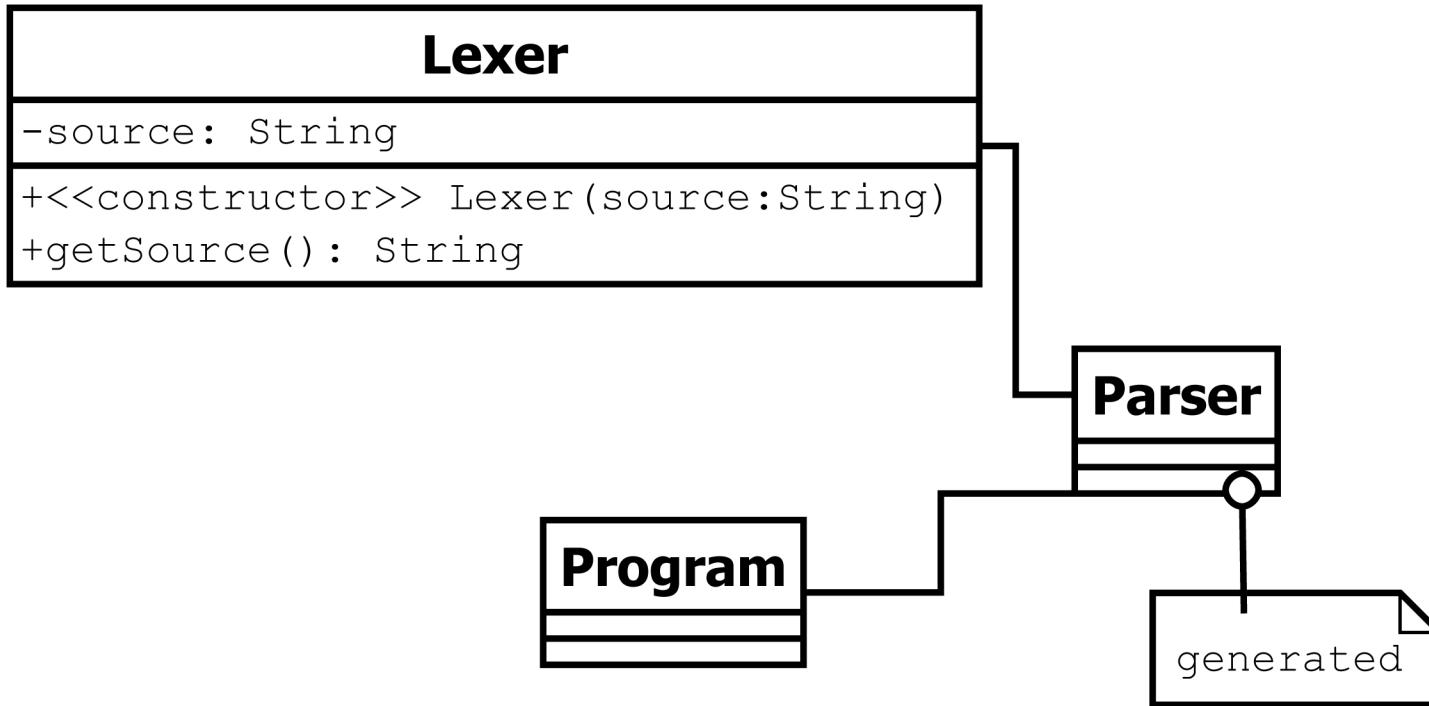 Lexer
-source: String
+<<constructor>> Lexer(source:String)
+getSource(): String
Parser
Program
generated